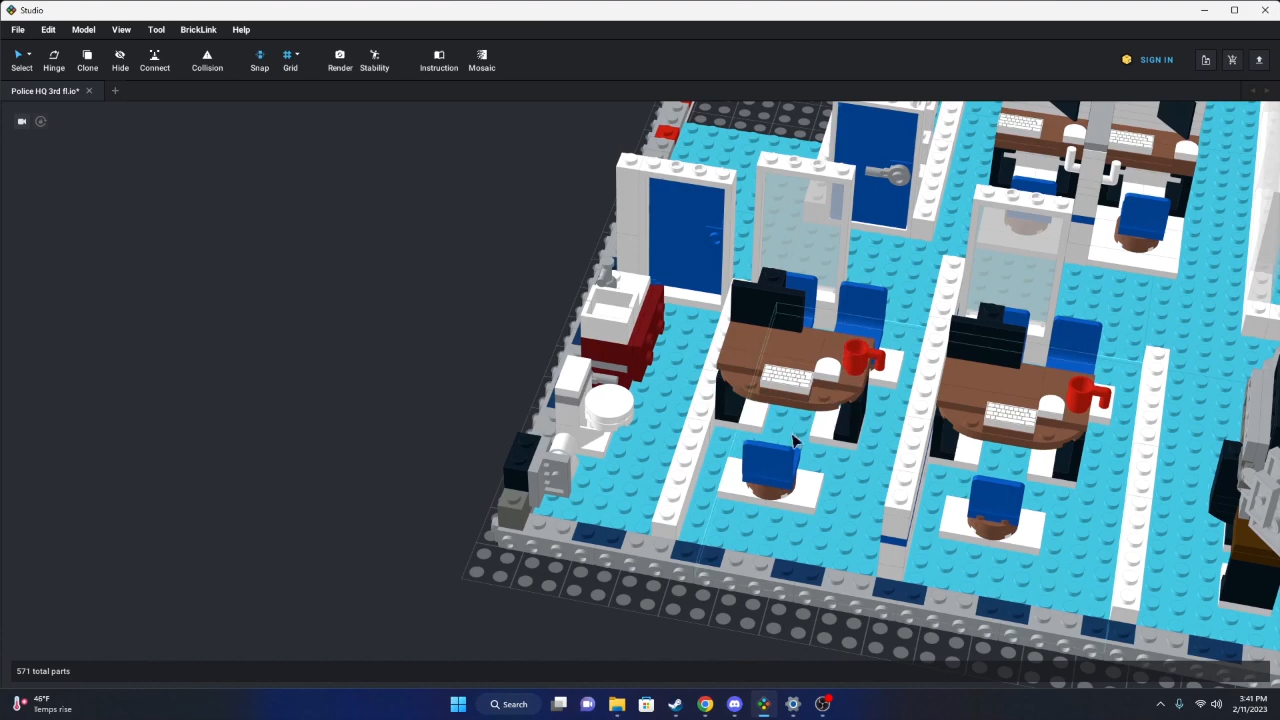 Studio
File Edit Model View Tool BrickLink Help
Select Hinge Clone Hide Connect Collision Snap Grid Render Stability Instruction Mosaic SIGN IN
Police HQ 3rd fl.io*
571 total parts
46°F
Temps rise
Search
3:41 PM
2/11/2023